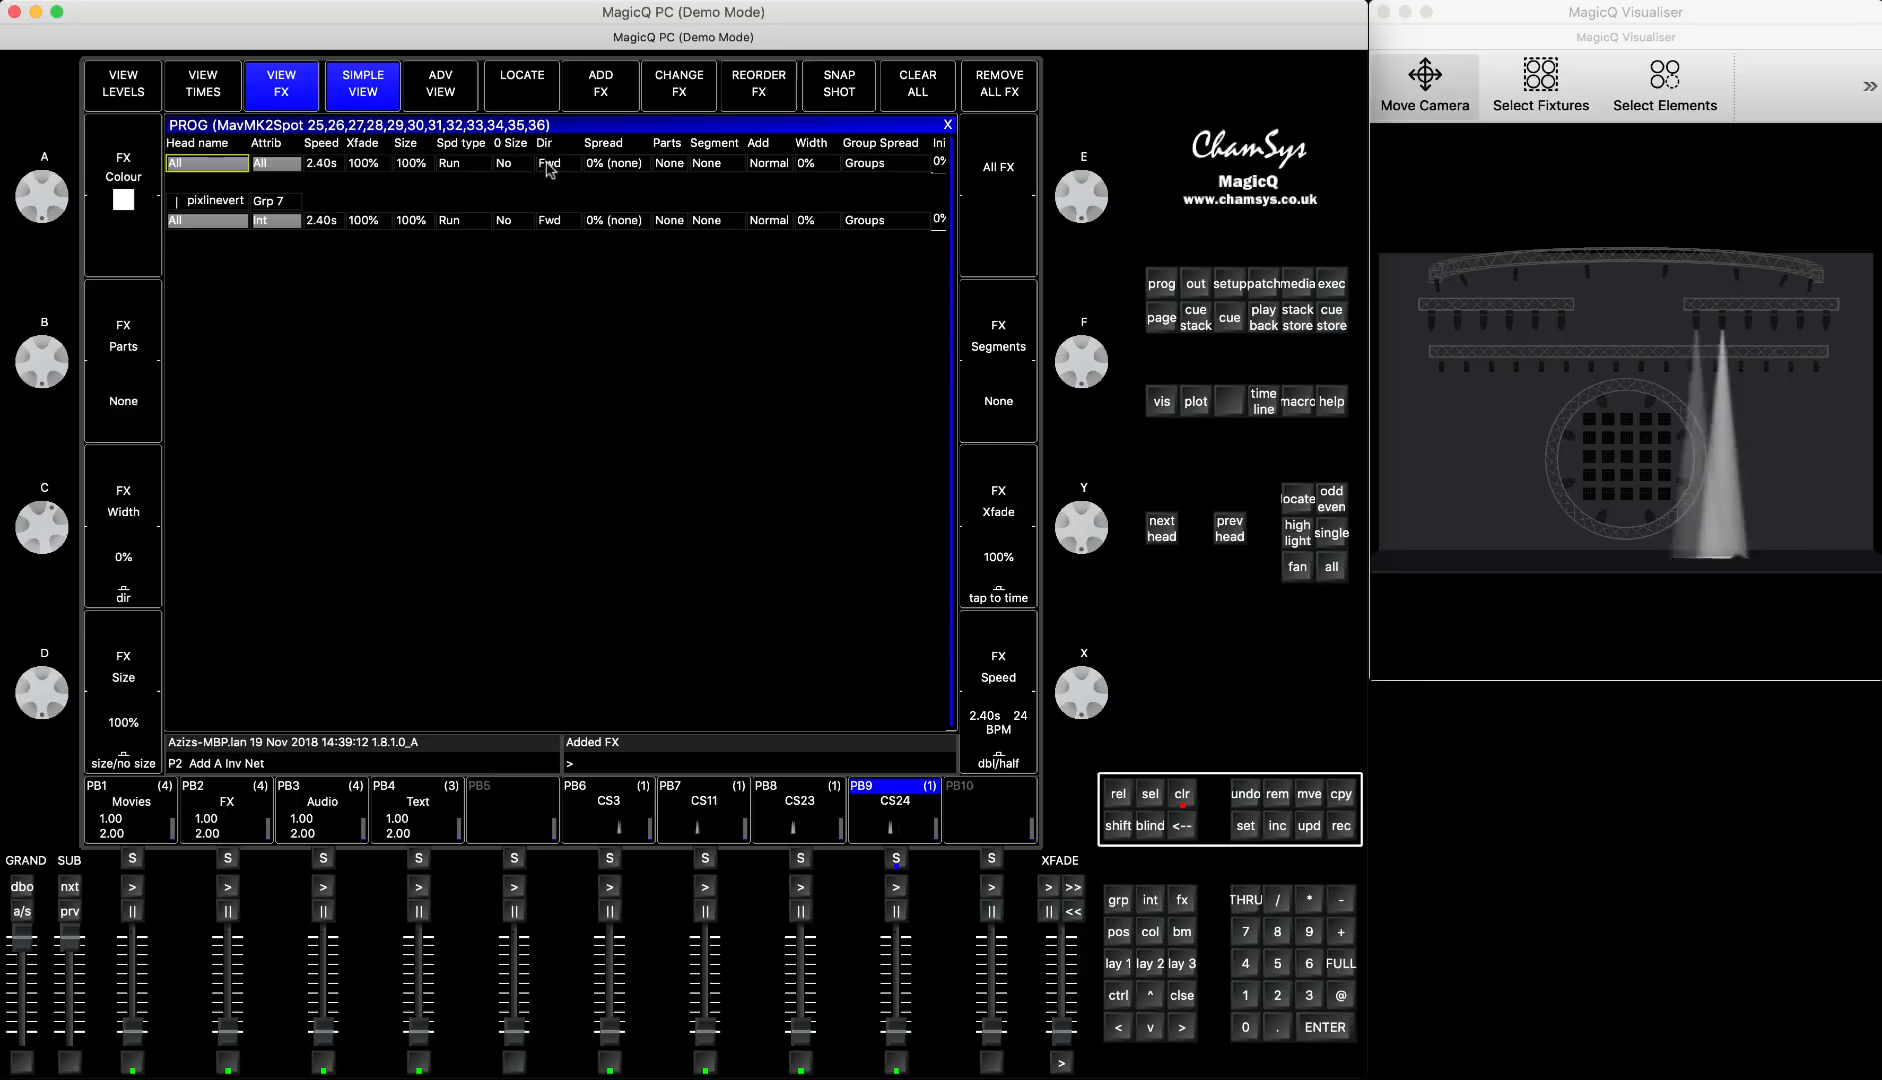 MagicQ PC (Demo Mode)
MagicQ PC (Demo Mode)
MagicQ Visualiser
MagicQ Visualiser
Move Camera Select Fixtures Select Elements
VIEW LEVELS
VIEW TIMES
VIEW FX
SIMPLE VIEW
ADV VIEW
LOCATE
ADD FX
CHANGE FX
REORDER FX
SNAP SHOT
CLEAR ALL
REMOVE ALL FX
PROG (MavMK2Spot 25,26,27,28,29,30,31,32,33,34,35,36) X
Head name Attrib Speed Xfade Size Spd type 0 Size Dir Spread Parts Segment Add Width Group Spread Ini
All All 2.40s 100% 100% Run No Fwd 0% (none) None None Normal 0% Groups 0%
pixlinevert Grp 7
All Int 2.40s 100% 100% Run No Fwd 0% (none) None None Normal 0% Groups 0%
A
FX
Colour
B
FX
Parts
None
C
FX
Width
0%
dir
D
FX
Size
100%
size/no size
All FX
E
FX
Segments
None
F
FX
Xfade
100%
tap to time
Y
FX
Speed
2.40s 24
BPM
dbl/half
X
ChamSys
MagicQ
www.chamsys.co.uk
prog out setup patch media exec
page cue stack cue play back stack store cue store
vis plot time line macro help
next head prev head locate odd even
high light single
fan all
Azizs-MBP.lan 19 Nov 2018 14:39:12 1.8.1.0_A Added FX
P2 Add A Inv Net >
PB1 (4) PB2 (4) PB3 (4) PB4 (3) PB5 PB6 (1) PB7 (1) PB8 (1) PB9 (1) PB10
Movies FX Audio Text CS3 CS11 CS23 CS24
1.00 1.00 1.00 1.00
2.00 2.00 2.00 2.00
rel sel clr undo rem mve cpy
shift blind <-- set inc upd rec
GRAND SUB S S S S S S S S S S XFADE
dbo nxt > > > > > > > > > > > >>
a/s prv || || || || || || || || || || || <<
grp int fx THRU / * -
pos col bm 7 8 9 +
lay 1 lay 2 lay 3 4 5 6 FULL
ctrl ^ clse 1 2 3 @
< v > 0 . ENTER
>